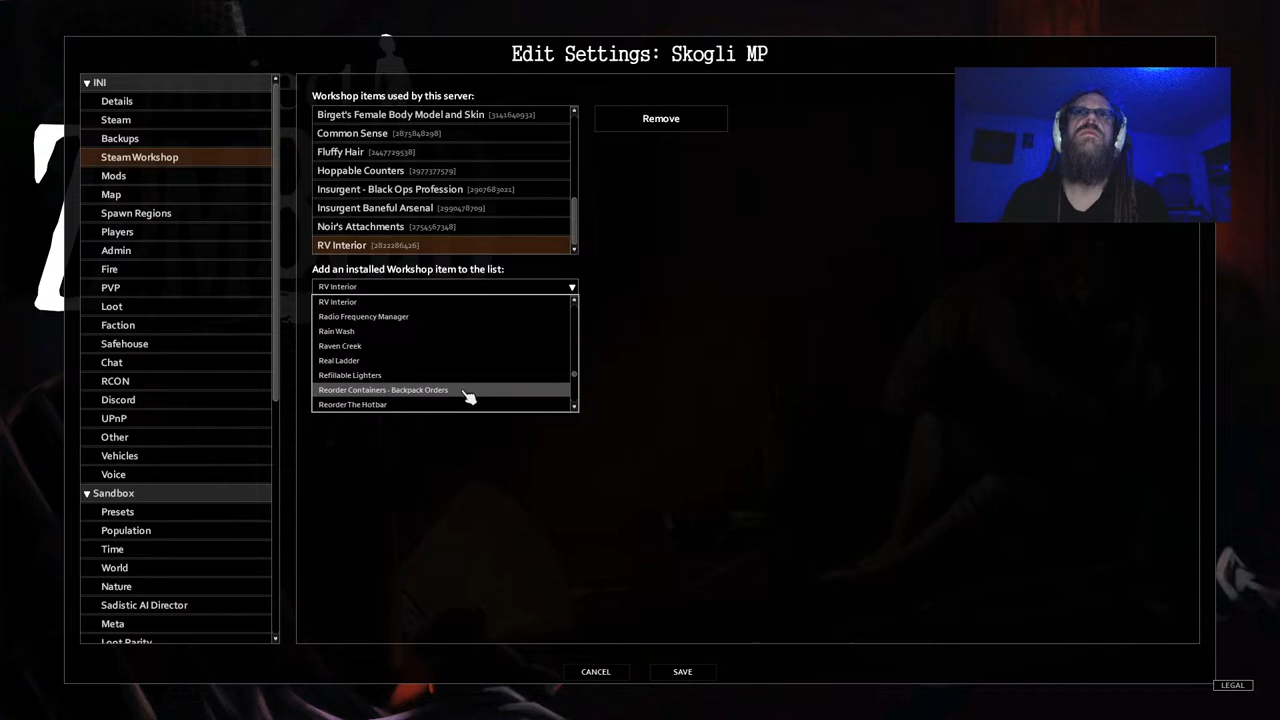 Edit Settings: Skogli MP
INI
Details
Steam
Backups
Steam Workshop
Mods
Map
Spawn Regions
Players
Admin
Fire
PVP
Loot
Faction
Safehouse
Chat
RCON
Discord
UPnP
Other
Vehicles
Voice
Sandbox
Presets
Population
Time
World
Nature
Sadistic AI Director
Meta
Loot Rarity
Workshop items used by this server:
Birget's Female Body Model and Skin [3141640932]
Common Sense [2875848298]
Fluffy Hair [2447729538]
Hoppable Counters [2977377579]
Insurgent - Black Ops Profession [2907683021]
Insurgent Baneful Arsenal [2990478709]
Noir's Attachments [2754567348]
RV Interior [2822286426]
Remove
Add an installed Workshop item to the list:
RV Interior
RV Interior
Radio Frequency Manager
Rain Wash
Raven Creek
Real Ladder
Refillable Lighters
Reorder Containers - Backpack Orders
Reorder The Hotbar
CANCEL
SAVE
LEGAL